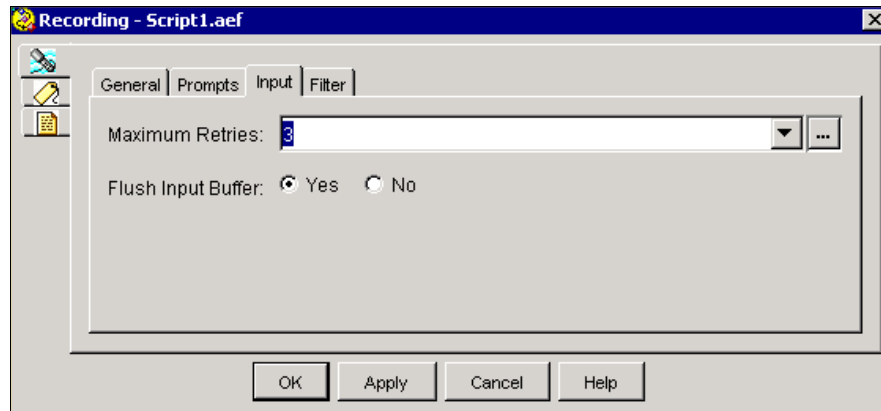 Recording - Script1.aef
General Prompts Input Filter
Maximum Retries: 3 ...
Flush Input Buffer: Yes No
OK Apply Cancel Help